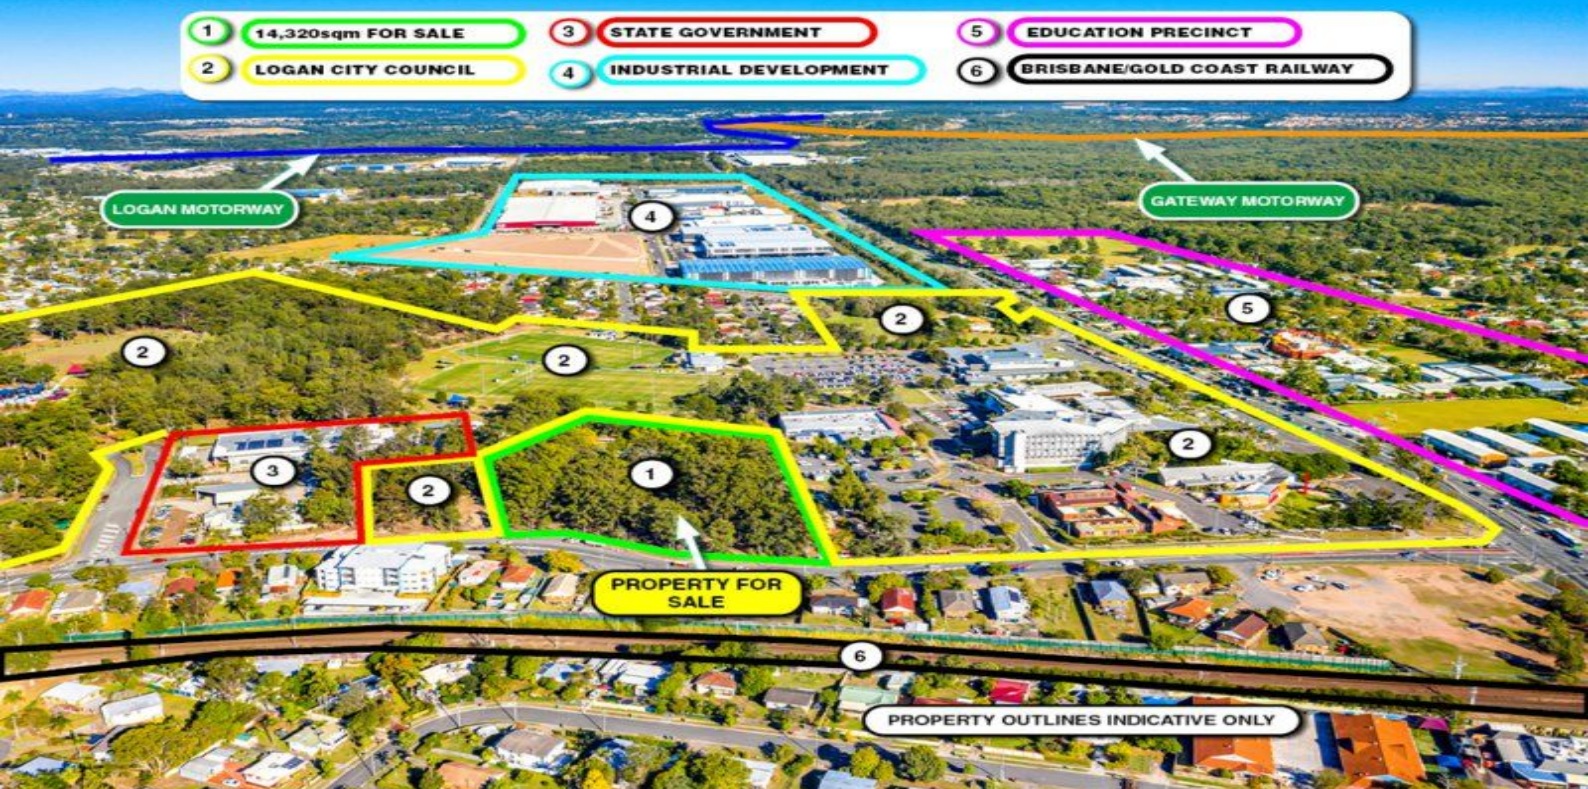 1 14,320sqm FOR SALE
3 STATE GOVERNMENT
5 EDUCATION PRECINCT
2 LOGAN CITY COUNCIL
4 INDUSTRIAL DEVELOPMENT
6 BRISBANE/GOLD COAST RAILWAY
LOGAN MOTORWAY
GATEWAY MOTORWAY
4
5
2
2
2
2
3
2
1
PROPERTY FOR
SALE
6
PROPERTY OUTLINES INDICATIVE ONLY